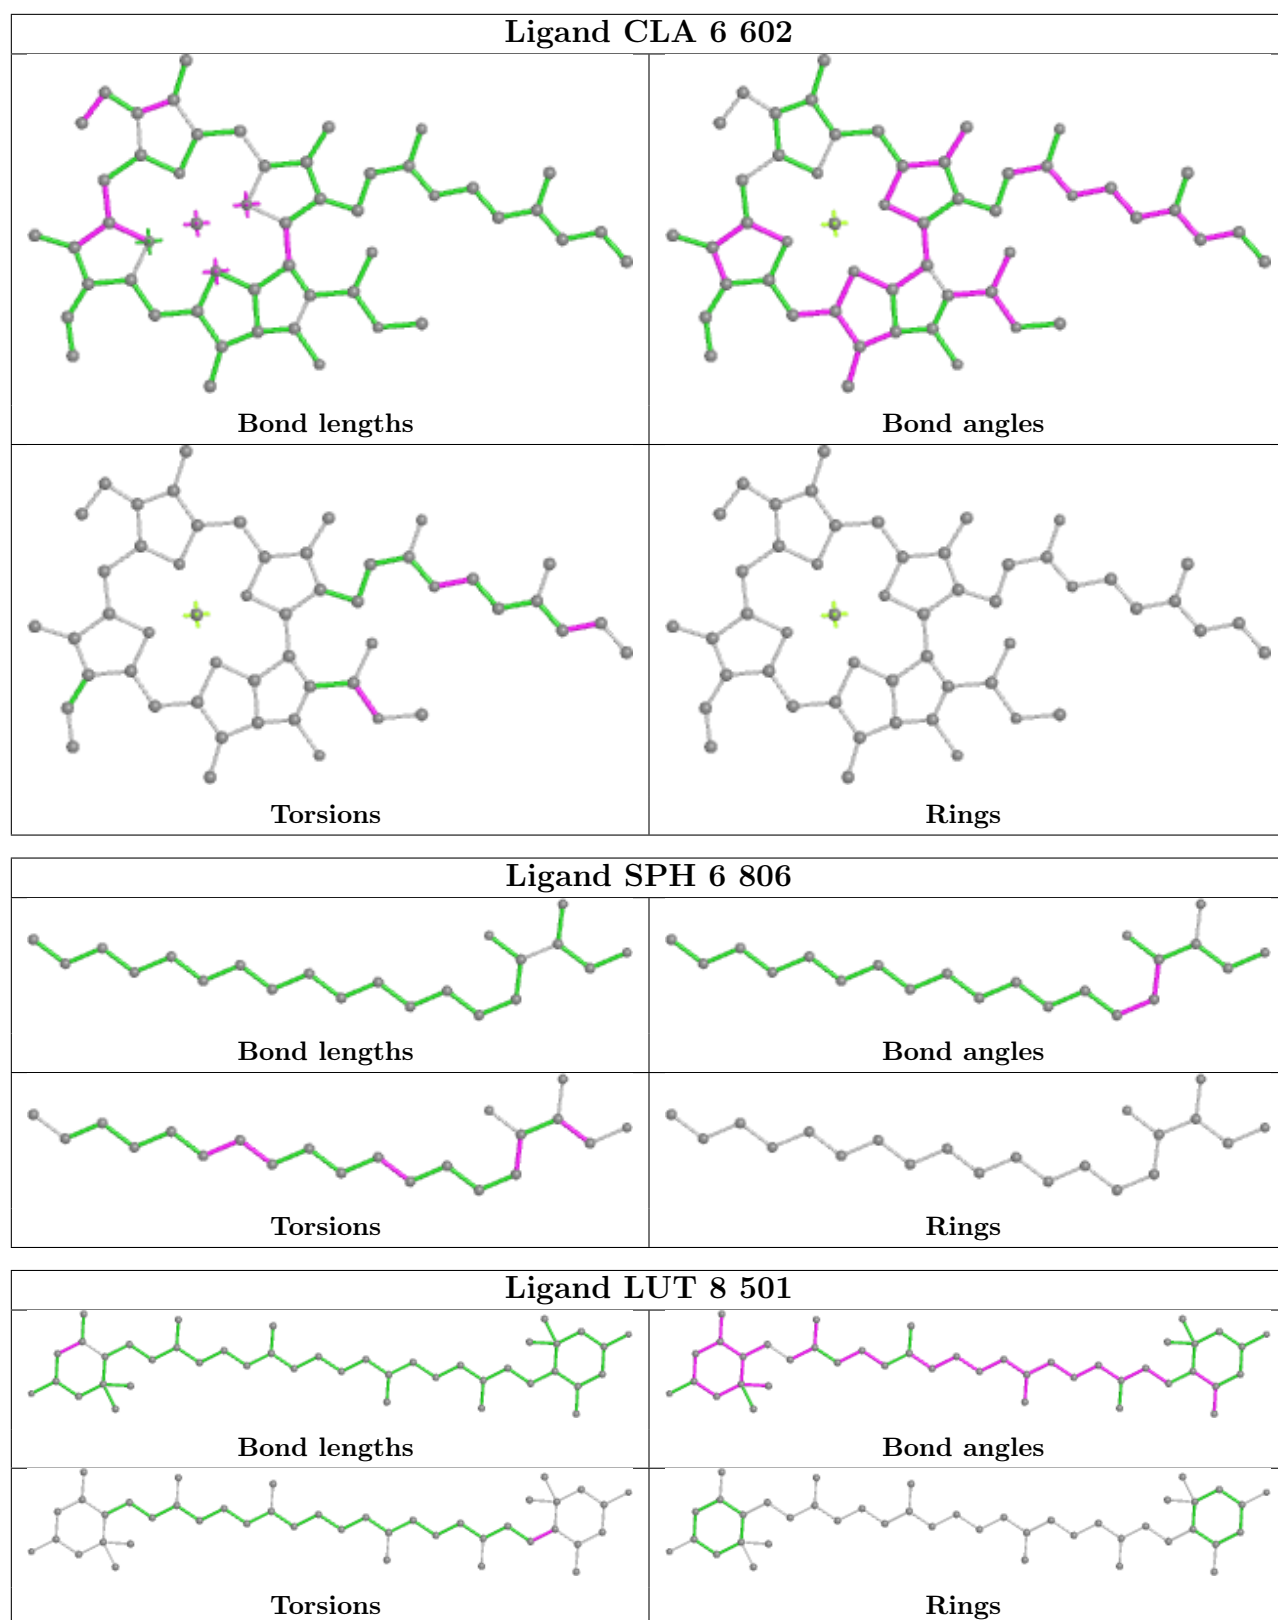 Ligand CLA 6 602
Bond lengths
Bond angles
Torsions
Rings
Ligand SPH 6 806
Bond lengths
Bond angles
Torsions
Rings
Ligand LUT 8 501
Bond lengths
Bond angles
Torsions
Rings